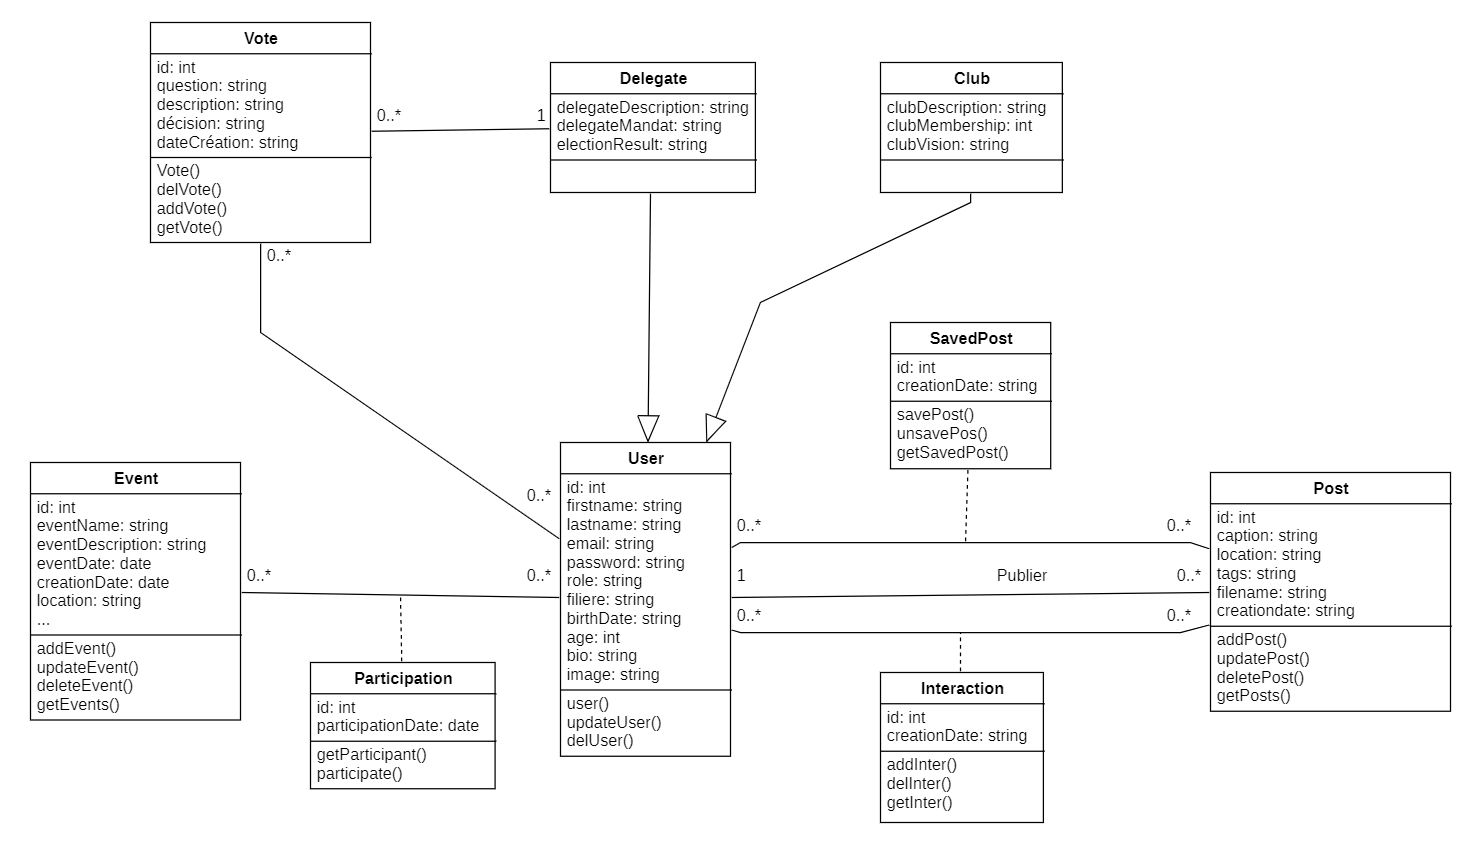 Vote
id: int
question: string
description: string
décision: string
dateCréation: string
Vote()
delVote()
addVote()
getVote()
0..*
1
Delegate
delegateDescription: string
delegateMandat: string
electionResult: string
Club
clubDescription: string
clubMembership: int
clubVision: string
0..*
SavedPost
id: int
creationDate: string
savePost()
unsavePos()
getSavedPost()
Event
id: int
eventName: string
eventDescription: string
eventDate: date
creationDate: date
location: string
...
addEvent()
updateEvent()
deleteEvent()
getEvents()
0..*
0..*
0..*
Participation
id: int
participationDate: date
getParticipant()
participate()
User
id: int
firstname: string
lastname: string
email: string
password: string
role: string
filiere: string
birthDate: string
age: int
bio: string
image: string
user()
updateUser()
delUser()
0..*
0..*
1
Publier
0..*
0..*
0..*
Interaction
id: int
creationDate: string
addInter()
delInter()
getInter()
Post
id: int
caption: string
location: string
tags: string
filename: string
creationdate: string
addPost()
updatePost()
deletePost()
getPosts()